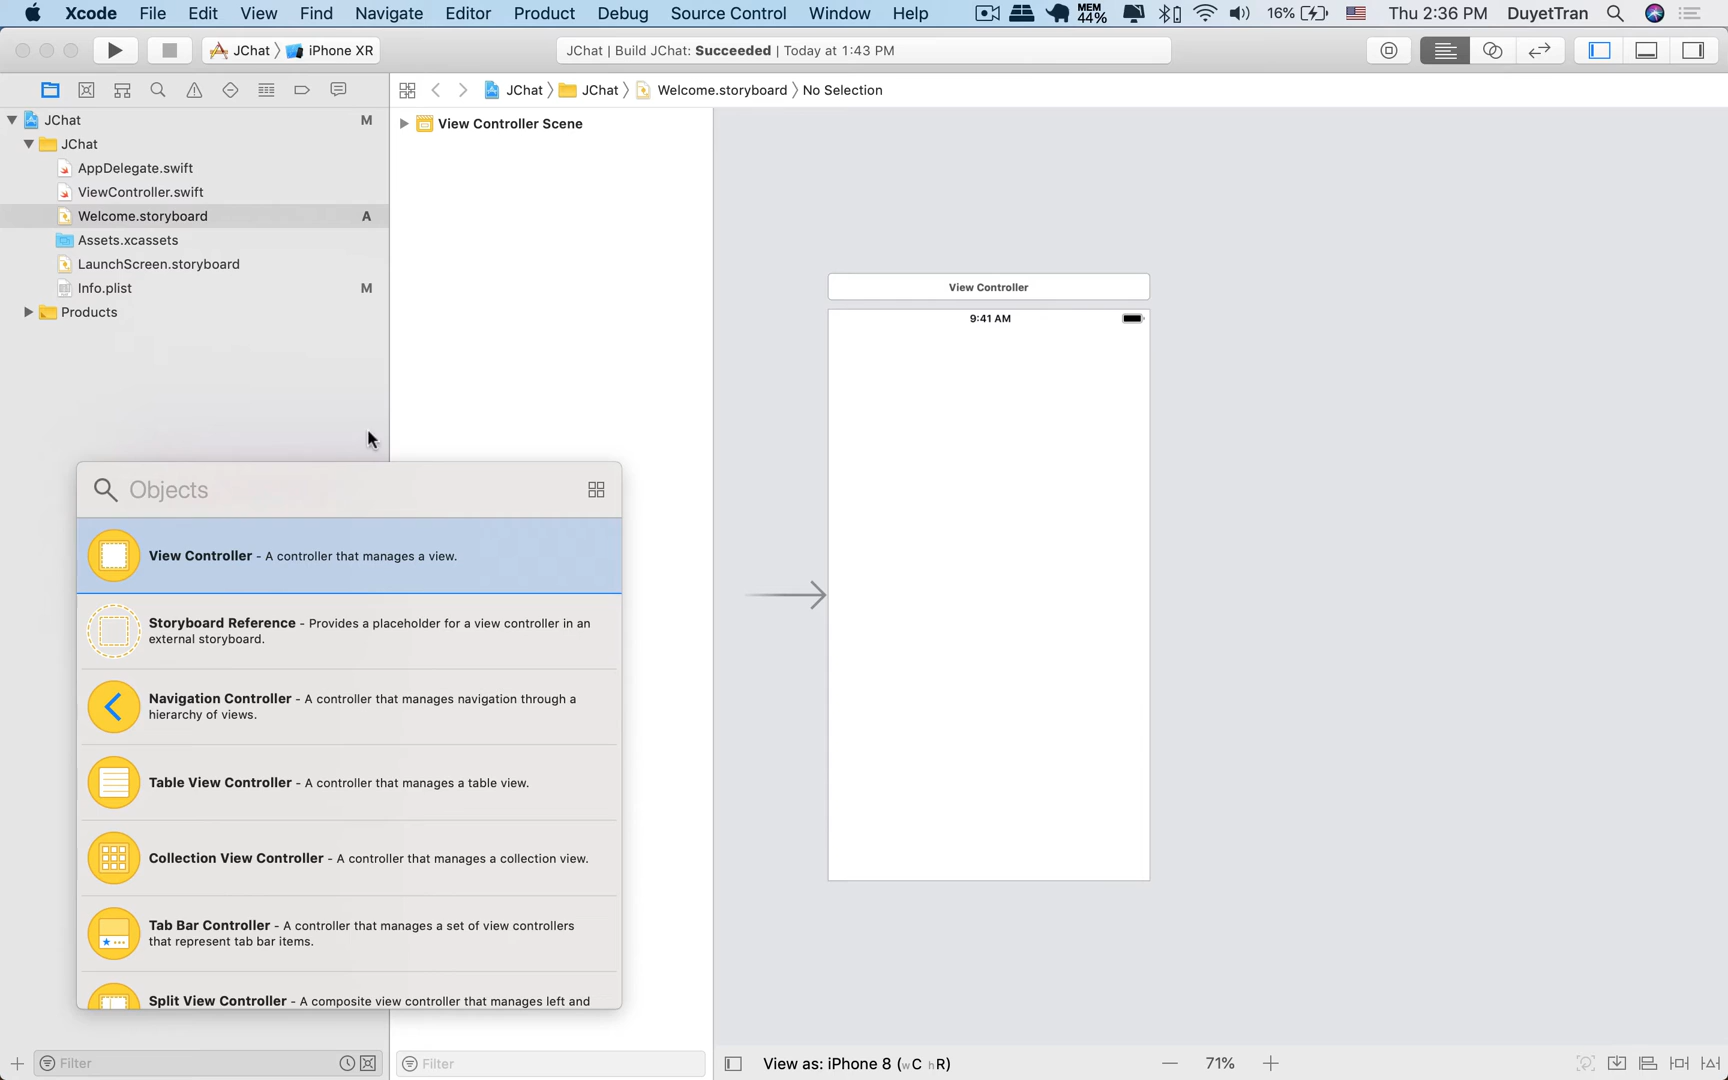 Xcode File Edit View Find Navigate Editor Product Debug Source Control Window Help MEM 44% 16% Thu 2:36 PM DuyetTran
JChat iPhone XR JChat | Build JChat: Succeeded | Today at 1:43 PM
JChat JChat Welcome.storyboard No Selection
JChat M
JChat
AppDelegate.swift
ViewController.swift
Welcome.storyboard A
Assets.xcassets
LaunchScreen.storyboard
Info.plist M
Products
View Controller Scene
View Controller
9:41 AM
Objects
View Controller - A controller that manages a view.
Storyboard Reference - Provides a placeholder for a view controller in an
external storyboard.
Navigation Controller - A controller that manages navigation through a
hierarchy of views.
Table View Controller - A controller that manages a table view.
Collection View Controller - A controller that manages a collection view.
Tab Bar Controller - A controller that manages a set of view controllers
that represent tab bar items.
Split View Controller - A composite view controller that manages left and
Filter
Filter
View as: iPhone 8 (wC hR) 71%